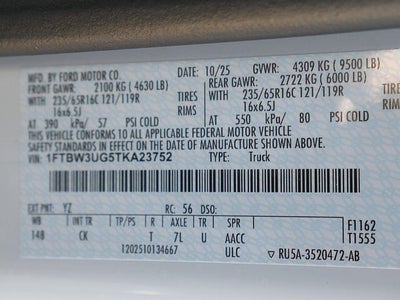 MFD. BY FORD MOTOR CO. 10/25 GVWR: 4309 KG (9500 LB)
FRONT GAWR: 2100 KG (4630 LB) REAR GAWR: 2722 KG (6000 LB)
WITH 235/65R16C 121/119R TIRES WITH 235/65R16C 121/119R TIRES
16x6.5J RIMS 16x6.5J RIMS
AT 390 kPa/ 57 PSI COLD AT 550 kPa/ 80 PSI COLD
THIS VEHICLE CONFORMS TO ALL APPLICABLE FEDERAL MOTOR VEHICLE
SAFETY STANDARDS IN EFFECT ON THE DATE OF MANUFACTURE SHOWN ABOVE.
VIN: 1FTBW3UG5TKA23752 TYPE: Truck
EXT PNT: YZ RC: 56 DSO: F1162
WB INT TR TP/PS R AXLE TR SPR T1555
148 CK T 7L U AACC
1202510134667 ULC ▽ RU5A-3520472-AB